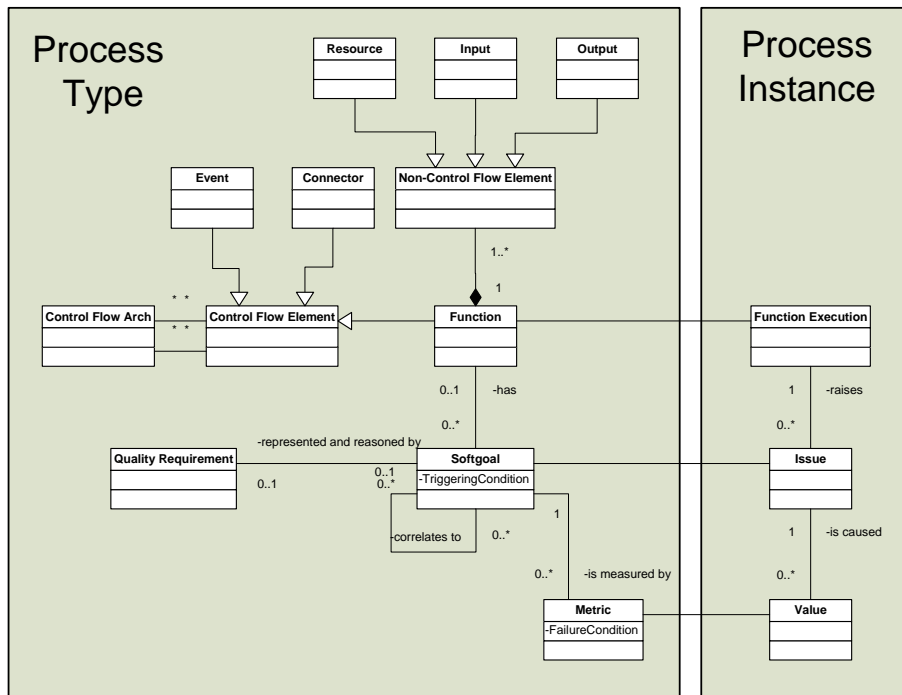 Process
Type
Process
Instance
Resource
Input
Output
Event
Connector
Non-Control Flow Element
1..*
1
* *
* *
Control Flow Arch
Control Flow Element
Function
Function Execution
0..1
-has
0..*
1
-raises
0..*
-represented and reasoned by
Quality Requirement
0..1
0..1
0..*
Softgoal
-TriggeringCondition
Issue
-correlates to
0..*
1
1
-is caused
0..*
-is measured by
0..*
Metric
-FailureCondition
Value